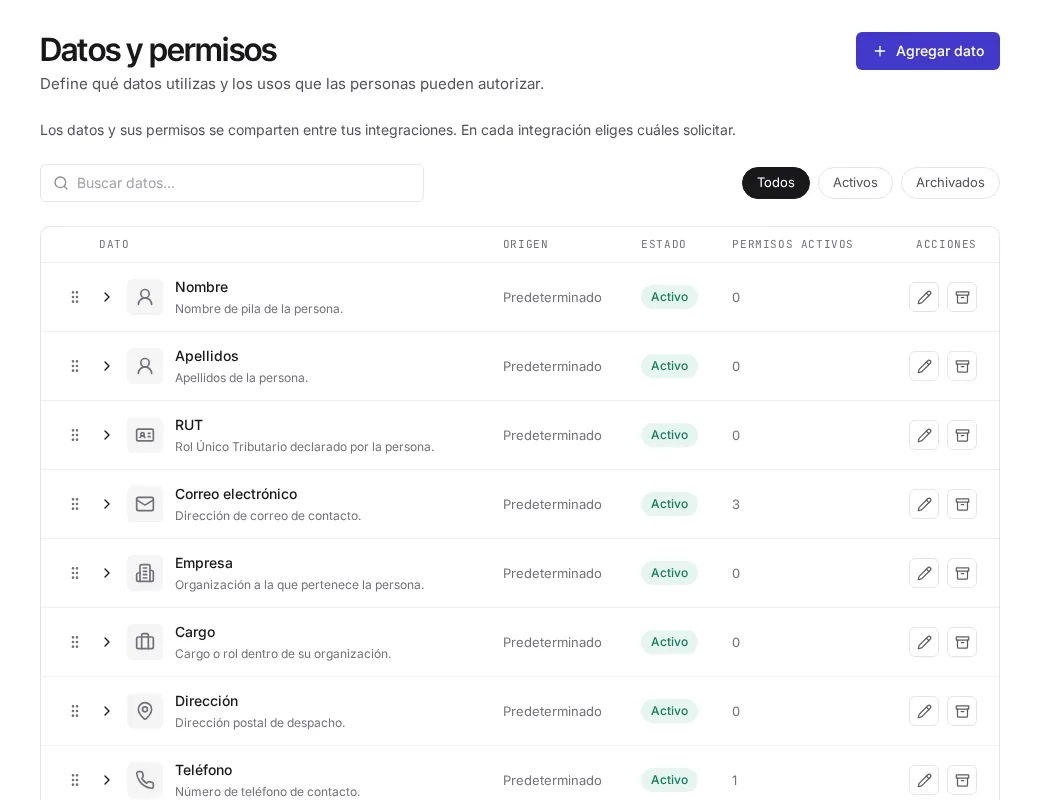 Datos y permisos
Agregar dato
Define qué datos utilizas y los usos que las personas pueden autorizar.
Los datos y sus permisos se comparten entre tus integraciones. En cada integración eliges cuáles solicitar.
Buscar datos...
Todos
Activos
Archivados
DATO ORIGEN ESTADO PERMISOS ACTIVOS ACCIONES
Nombre
Nombre de pila de la persona.
Predeterminado Activo 0
Apellidos
Apellidos de la persona.
Predeterminado Activo 0
RUT
Rol Único Tributario declarado por la persona.
Predeterminado Activo 0
Correo electrónico
Dirección de correo de contacto.
Predeterminado Activo 3
Empresa
Organización a la que pertenece la persona.
Predeterminado Activo 0
Cargo
Cargo o rol dentro de su organización.
Predeterminado Activo 0
Dirección
Dirección postal de despacho.
Predeterminado Activo 0
Teléfono
Número de teléfono de contacto.
Predeterminado Activo 1